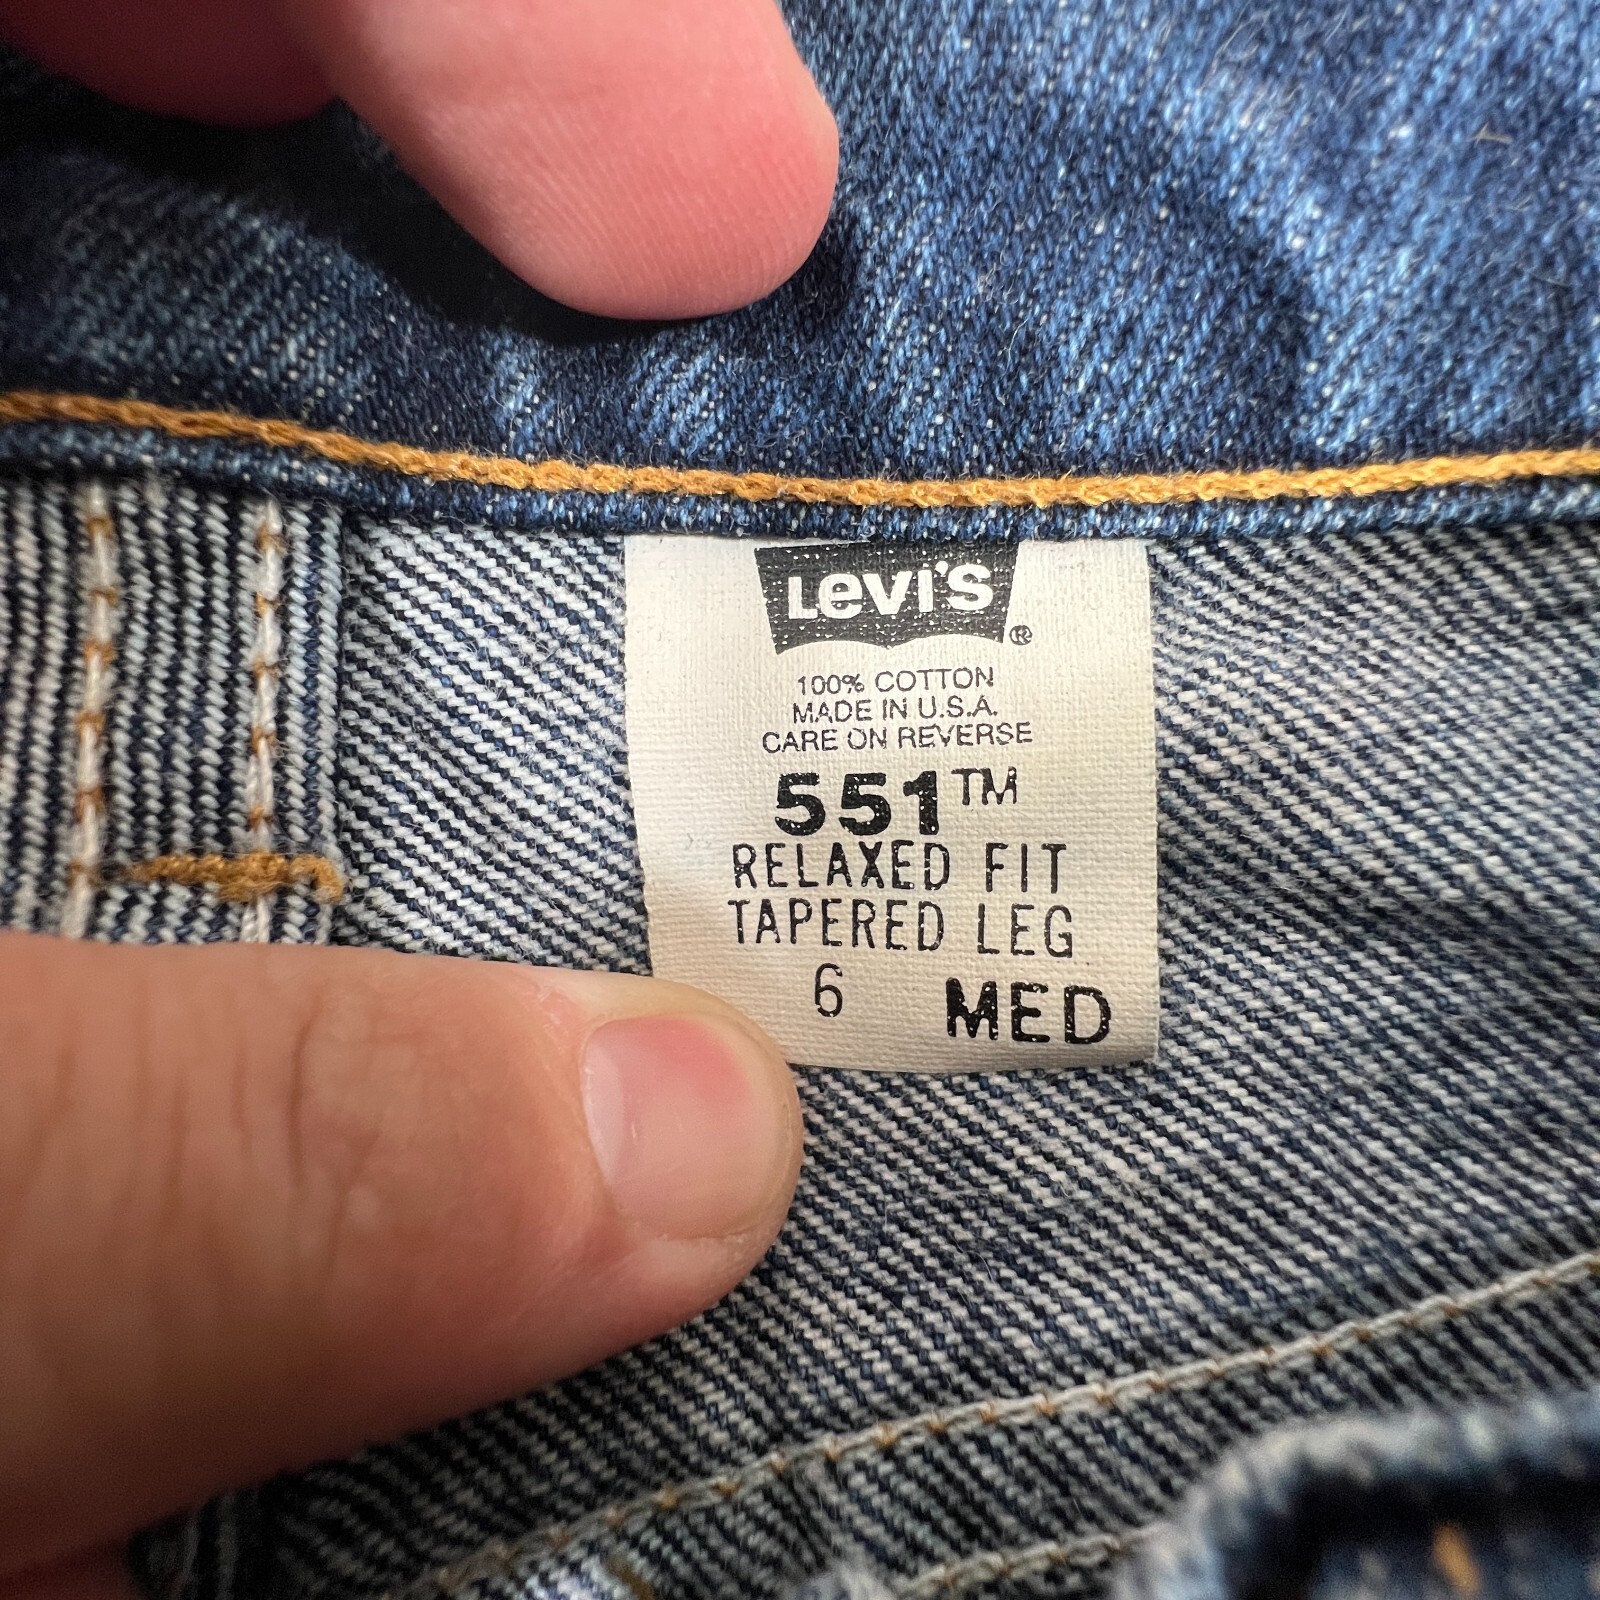 Levi's
®
100% COTTON
MADE IN U.S.A.
CARE ON REVERSE
551™
RELAXED FIT
TAPERED LEG
6 MED